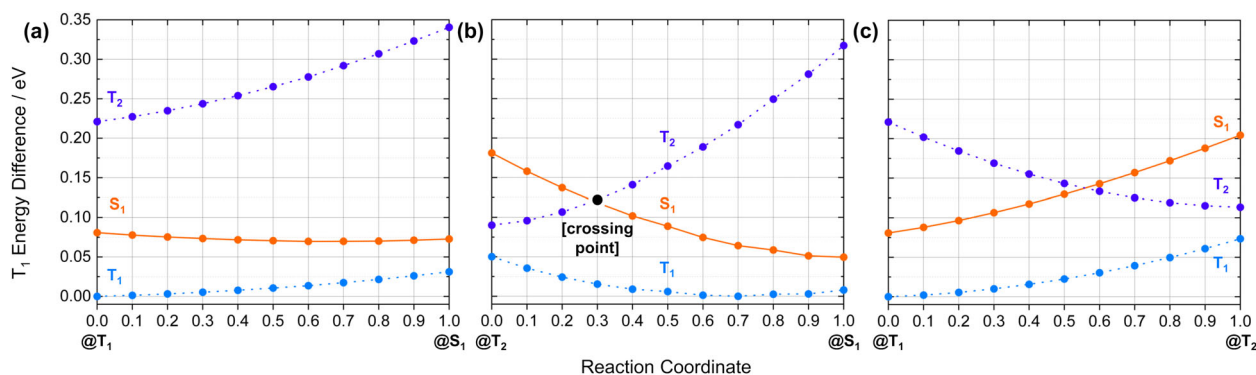 (a)
(b)
(c)
T₁ Energy Difference / eV
0.35
0.30
0.25
0.20
0.15
0.10
0.05
0.00
T₂
S₁
T₁
T₂
S₁
[crossing
point]
T₁
S₁
T₂
T₁
0.0 0.1 0.2 0.3 0.4 0.5 0.6 0.7 0.8 0.9 1.0
@T₁ @S₁
0.0 0.1 0.2 0.3 0.4 0.5 0.6 0.7 0.8 0.9 1.0
@T₂ @S₁
0.0 0.1 0.2 0.3 0.4 0.5 0.6 0.7 0.8 0.9 1.0
@T₁ @T₂
Reaction Coordinate